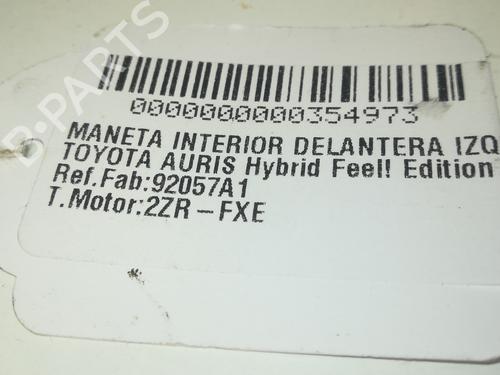 B-PARTS
0000000000354973
MANETA INTERIOR DELANTERA IZQ
TOYOTA AURIS Hybrid Feel! Edition
Ref.Fab:92057A1
T.Motor:2ZR-FXE